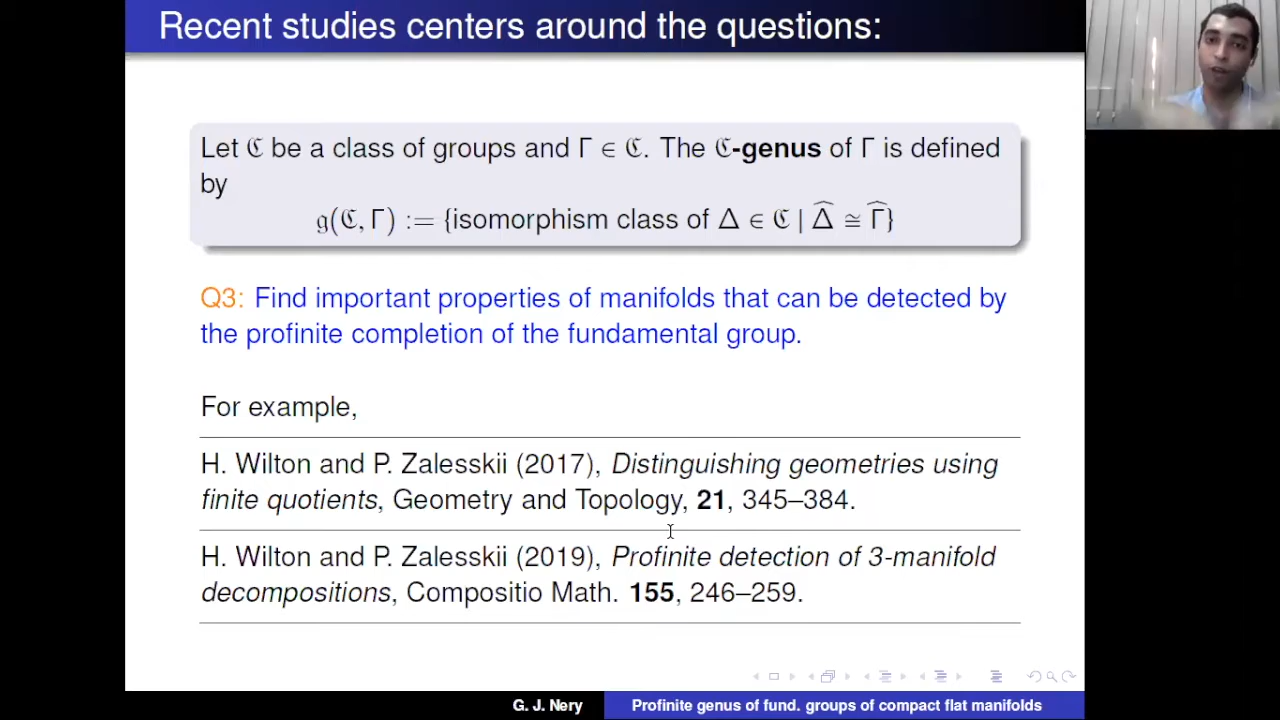 Recent studies centers around the questions:
Let ℭ be a class of groups and Γ ∈ ℭ. The ℭ-genus of Γ is defined
by
𝔤(ℭ, Γ) := {isomorphism class of Δ ∈ ℭ | Δ̂ ≅ Γ̂}
Q3: Find important properties of manifolds that can be detected by
the profinite completion of the fundamental group.
For example,
H. Wilton and P. Zalesskii (2017), Distinguishing geometries using
finite quotients, Geometry and Topology, 21, 345–384.
H. Wilton and P. Zalesskii (2019), Profinite detection of 3-manifold
decompositions, Compositio Math. 155, 246–259.
G. J. Nery Profinite genus of fund. groups of compact flat manifolds